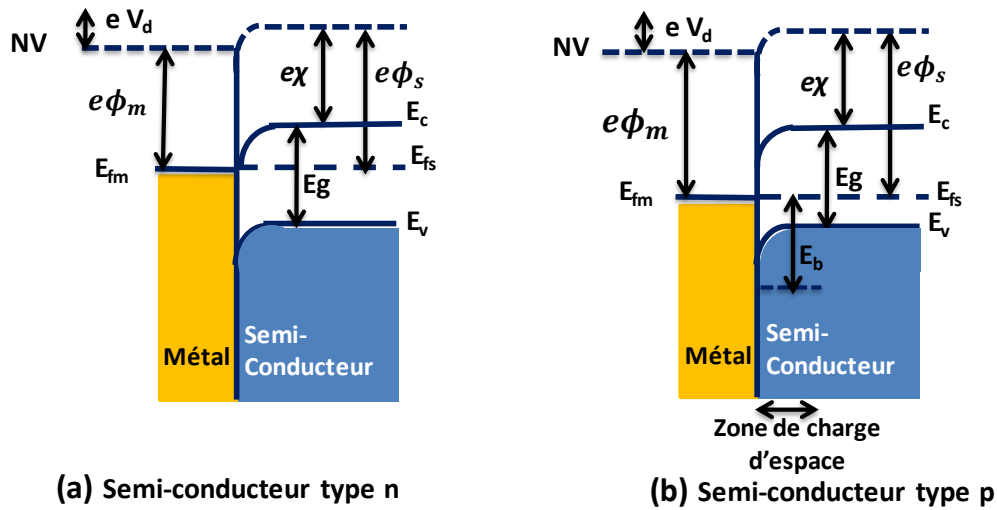 e V_d
NV
eχ
eϕ_s
eϕ_m
E_c
E_fm
E_fs
Eg
E_v
Métal
Semi-
Conducteur
(a) Semi-conducteur type n
e V_d
NV
eχ
eϕ_s
eϕ_m
E_c
Eg
E_fm
E_fs
E_v
E_b
Métal
Semi-
Conducteur
Zone de charge
d'espace
(b) Semi-conducteur type p